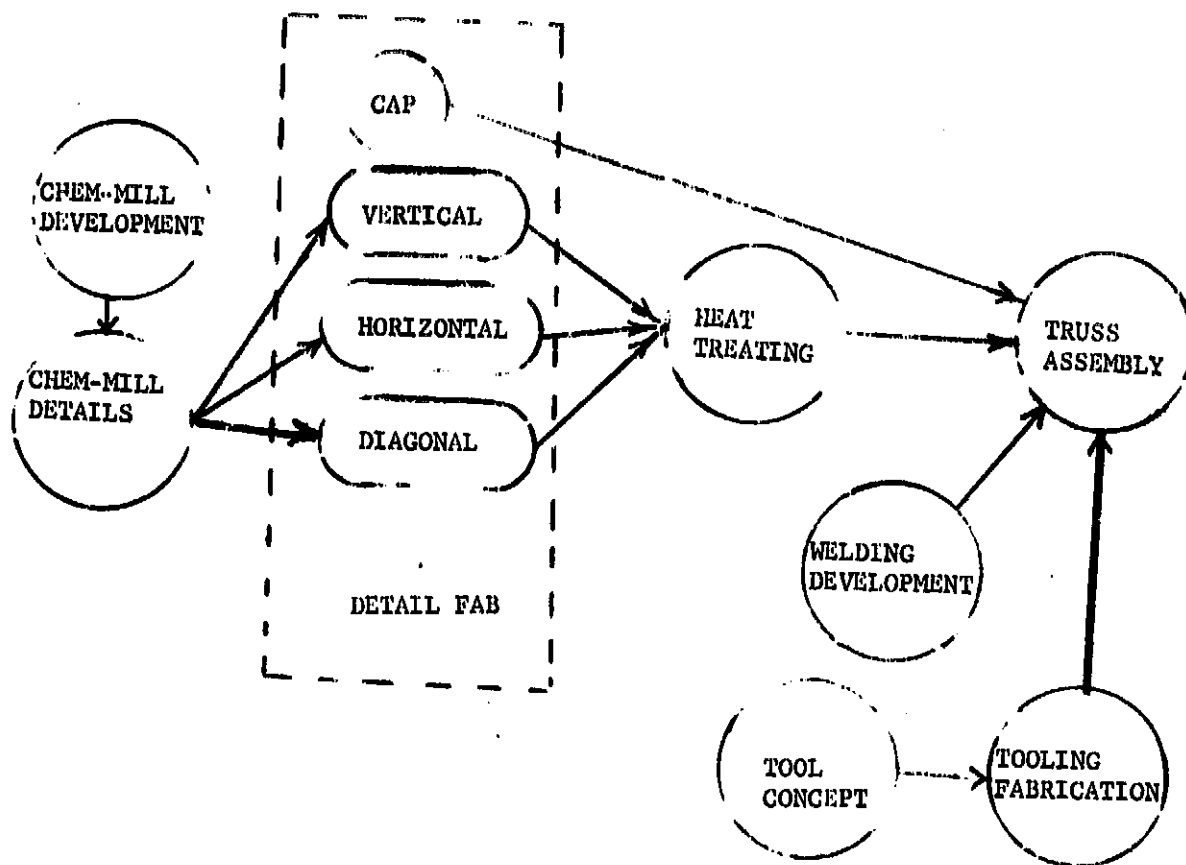 CAP
CHEM-MILL
DEVELOPMENT
VERTICAL
HORIZONTAL
CHEM-MILL
DETAILS
DIAGONAL
HEAT
TREATING
TRUSS
ASSEMBLY
WELDING
DEVELOPMENT
DETAIL FAB
TOOL
CONCEPT
TOOLING
FABRICATION